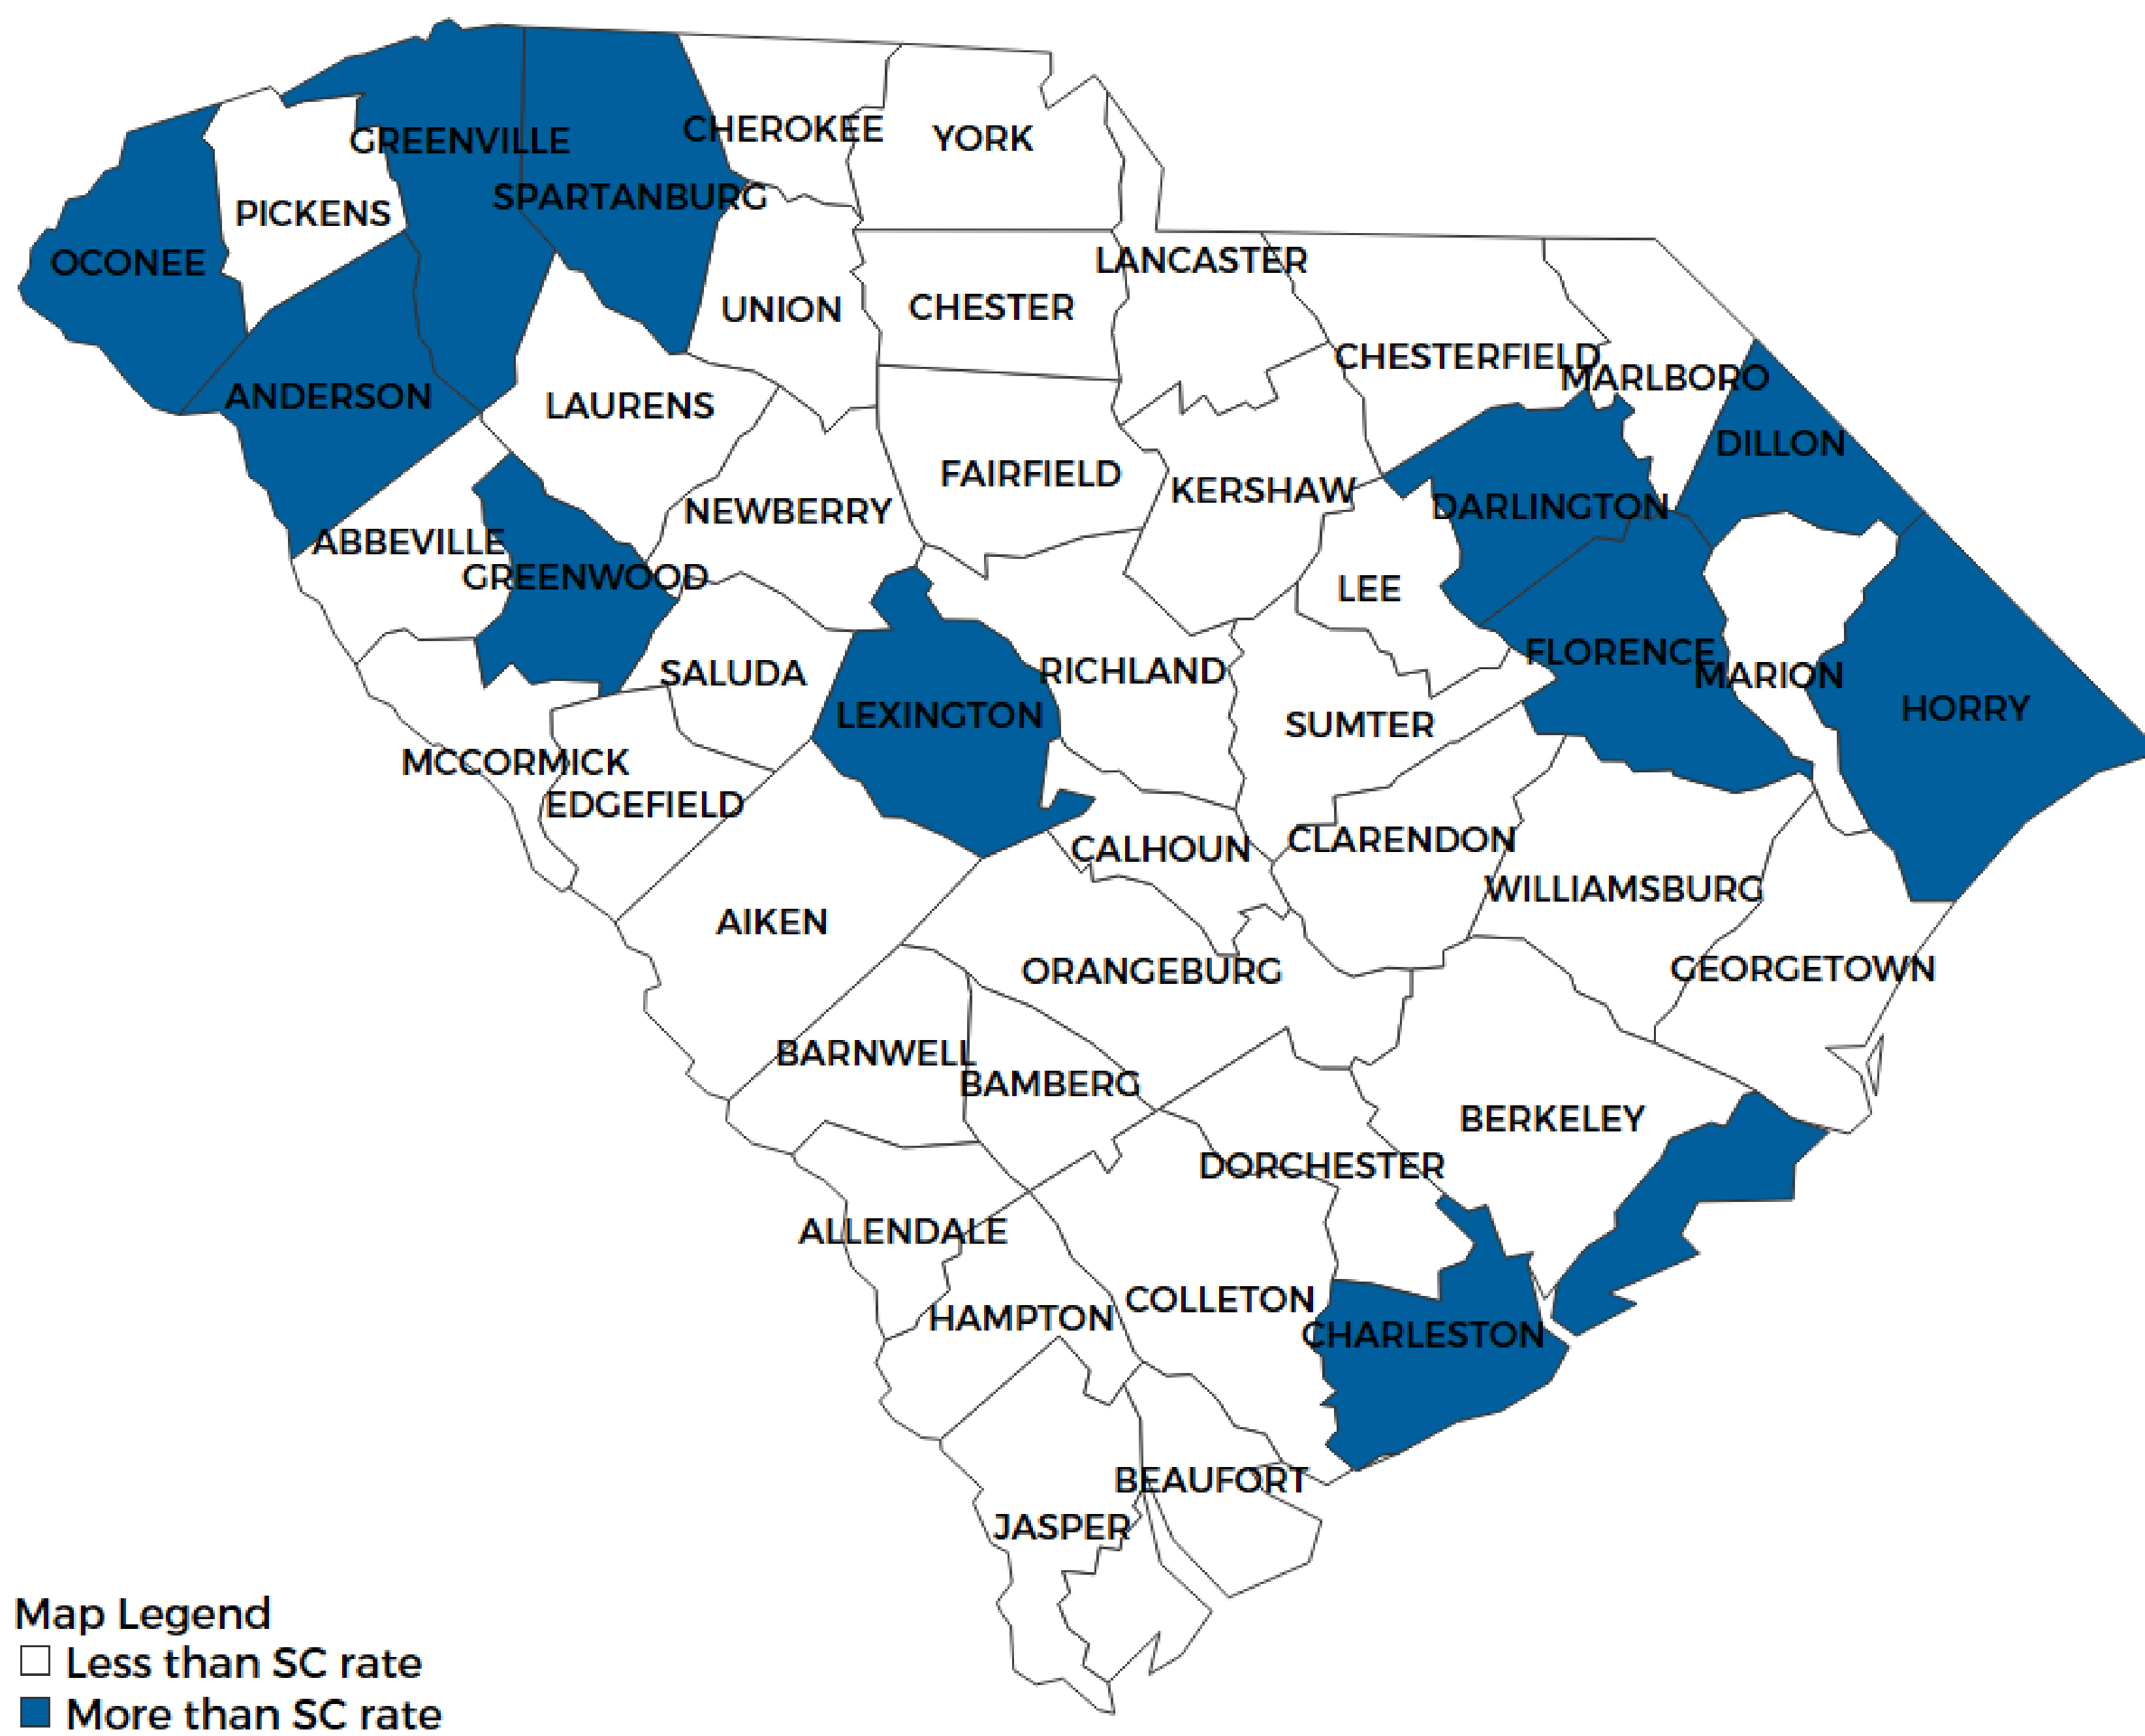 CHEROKEE
YORK
GREENVILLE
SPARTANBURG
PICKENS
OCONEE
LANCASTER
UNION
CHESTER
CHESTERFIELD
MARLBORO
ANDERSON
LAURENS
DILLON
FAIRFIELD
KERSHAW
NEWBERRY
DARLINGTON
ABBEVILLE
GREENWOOD
LEE
FLORENCE
SALUDA
RICHLAND
MARION
LEXINGTON
HORRY
SUMTER
MCCORMICK
EDGEFIELD
CALHOUN
CLARENDON
WILLIAMSBURG
AIKEN
ORANGEBURG
GEORGETOWN
BARNWELL
BAMBERG
BERKELEY
DORCHESTER
ALLENDALE
COLLETON
HAMPTON
CHARLESTON
BEAUFORT
JASPER
Map Legend
Less than SC rate
More than SC rate